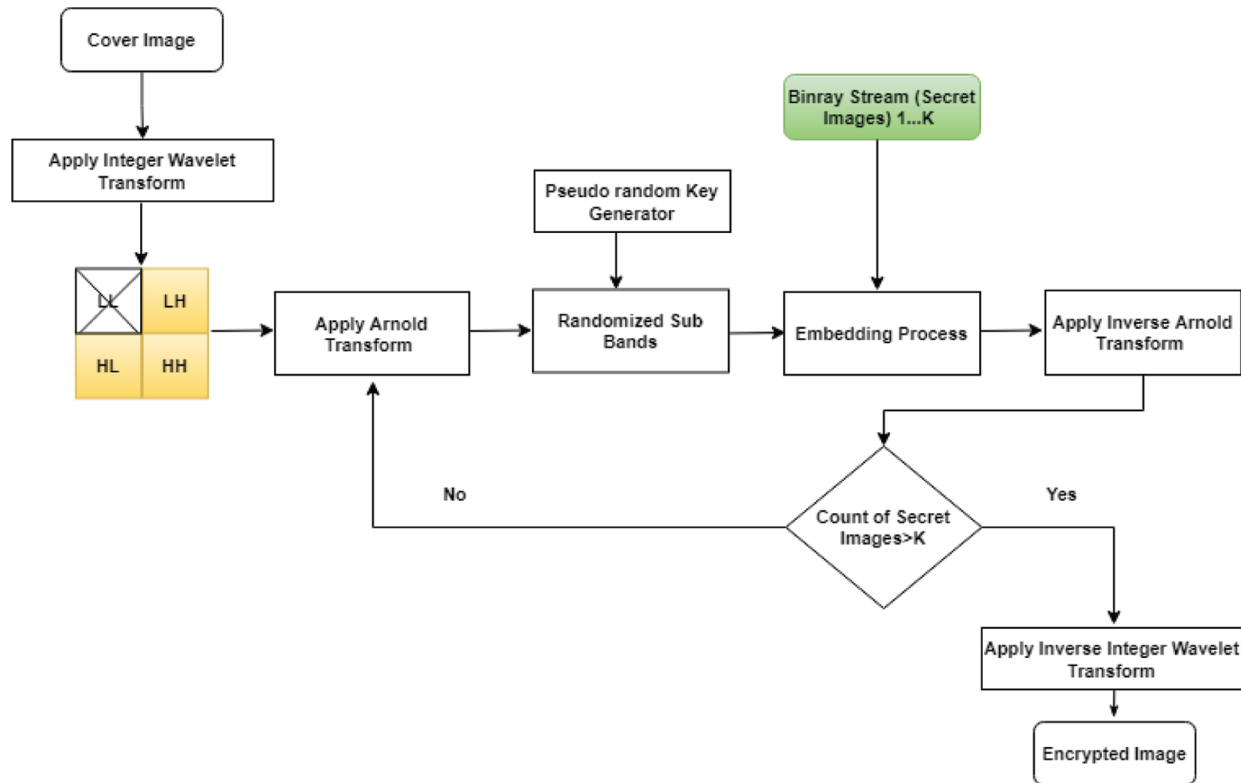 Cover Image
Binray Stream (Secret
Images) 1...K
Apply Integer Wavelet
Transform
Pseudo random Key
Generator
LL
LH
HL
HH
Apply Arnold
Transform
Randomized Sub
Bands
Embedding Process
Apply Inverse Arnold
Transform
No
Yes
Count of Secret
Images>K
Apply Inverse Integer Wavelet
Transform
Encrypted Image